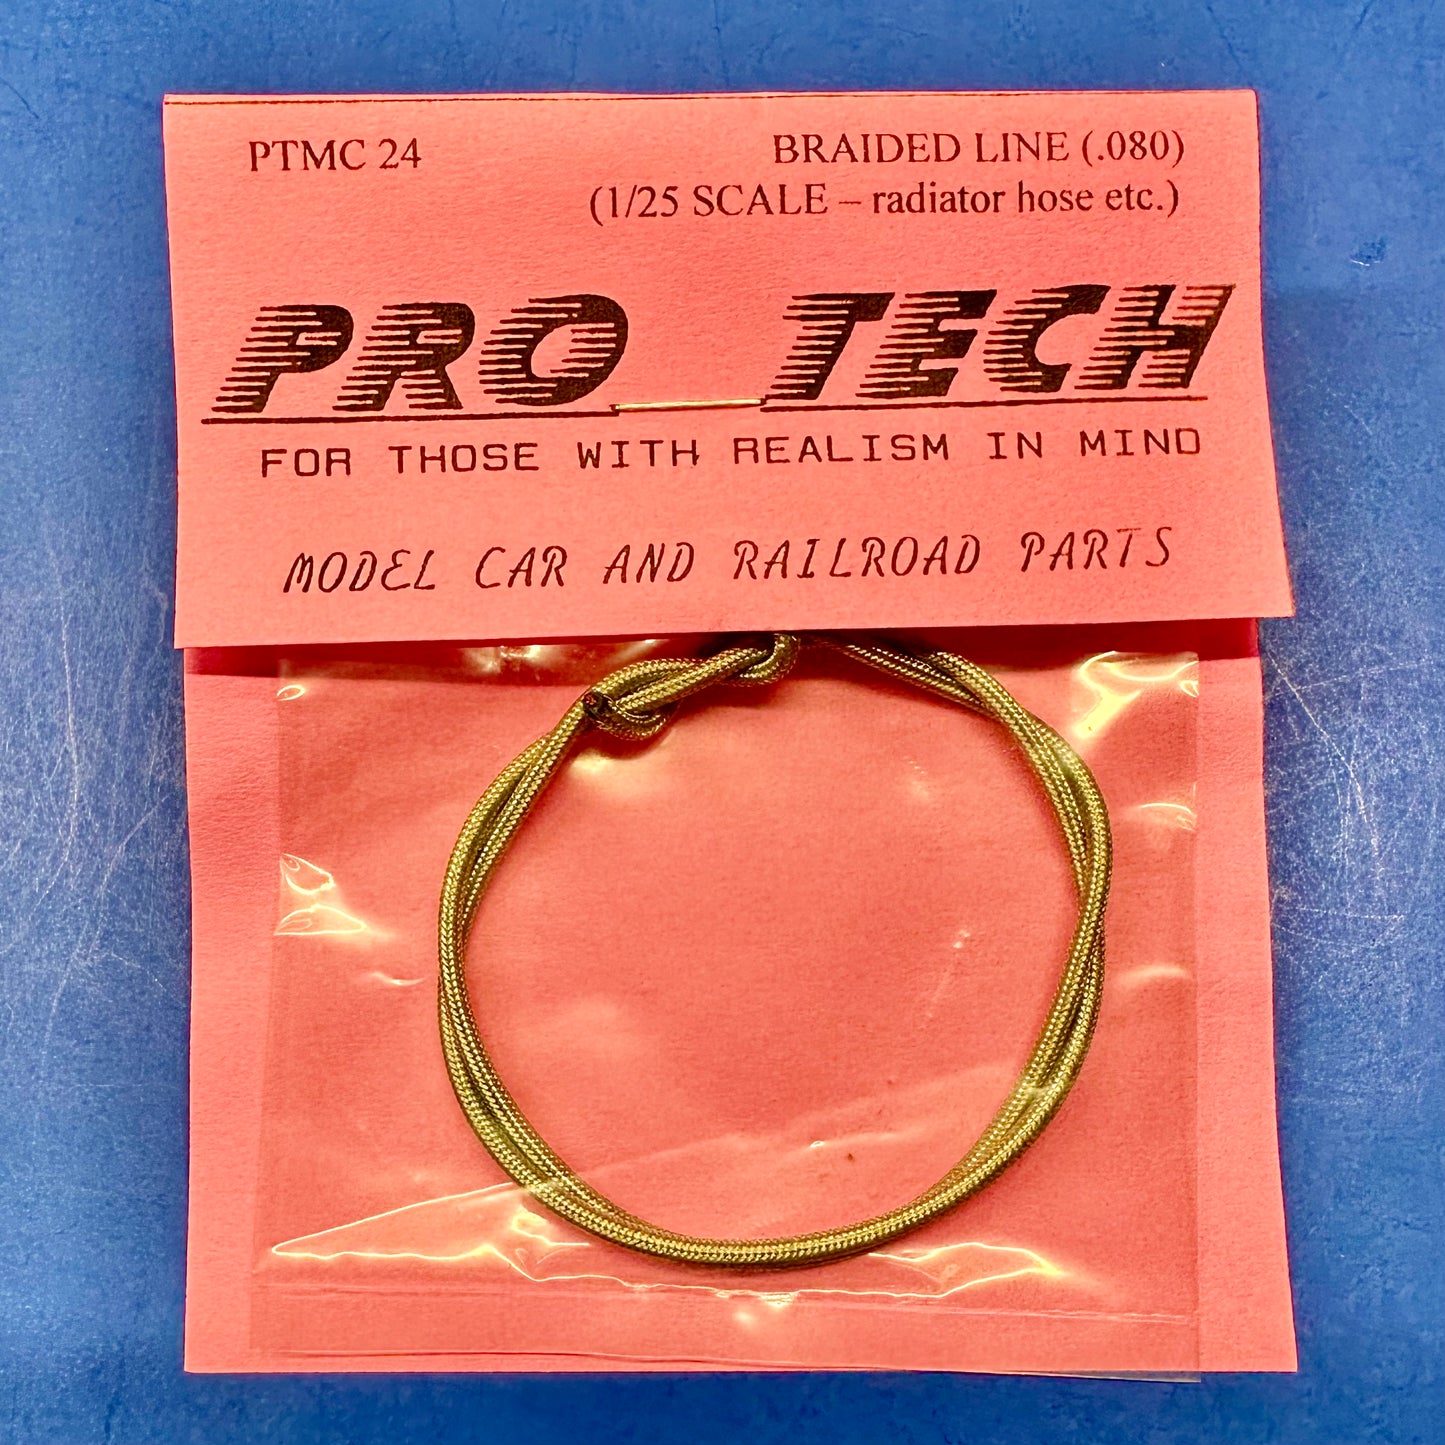 PTMC 24 BRAIDED LINE (.080)
(1/25 SCALE – radiator hose etc.)
PRO TECH
FOR THOSE WITH REALISM IN MIND
MODEL CAR AND RAILROAD PARTS